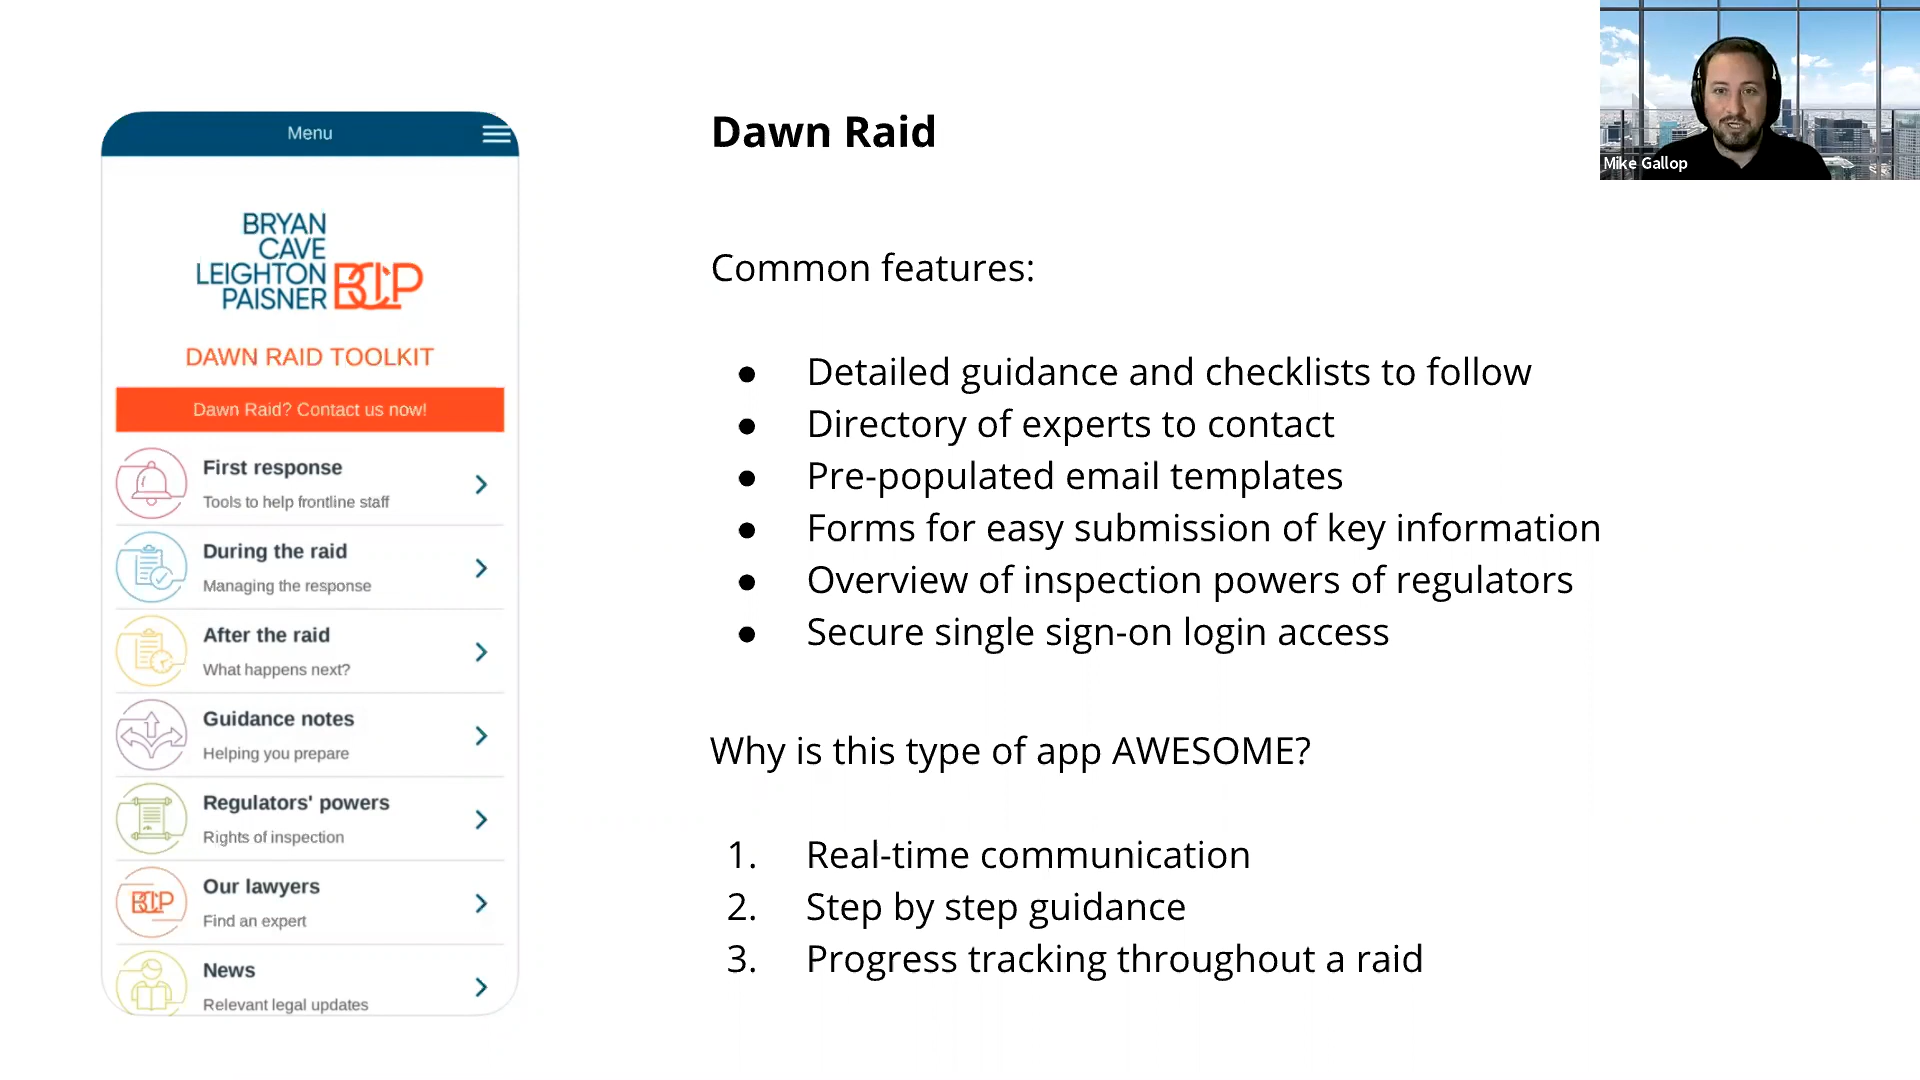 Menu
BRYAN
CAVE
LEIGHTON
PAISNER
BCLP
DAWN RAID TOOLKIT
Dawn Raid? Contact us now!
First response
Tools to help frontline staff
During the raid
Managing the response
After the raid
What happens next?
Guidance notes
Helping you prepare
Regulators' powers
Rights of inspection
BCLP
Our lawyers
Find an expert
News
Relevant legal updates
Dawn Raid
Common features:
● Detailed guidance and checklists to follow
● Directory of experts to contact
● Pre-populated email templates
● Forms for easy submission of key information
● Overview of inspection powers of regulators
● Secure single sign-on login access
Why is this type of app AWESOME?
1. Real-time communication
2. Step by step guidance
3. Progress tracking throughout a raid
Mike Gallop